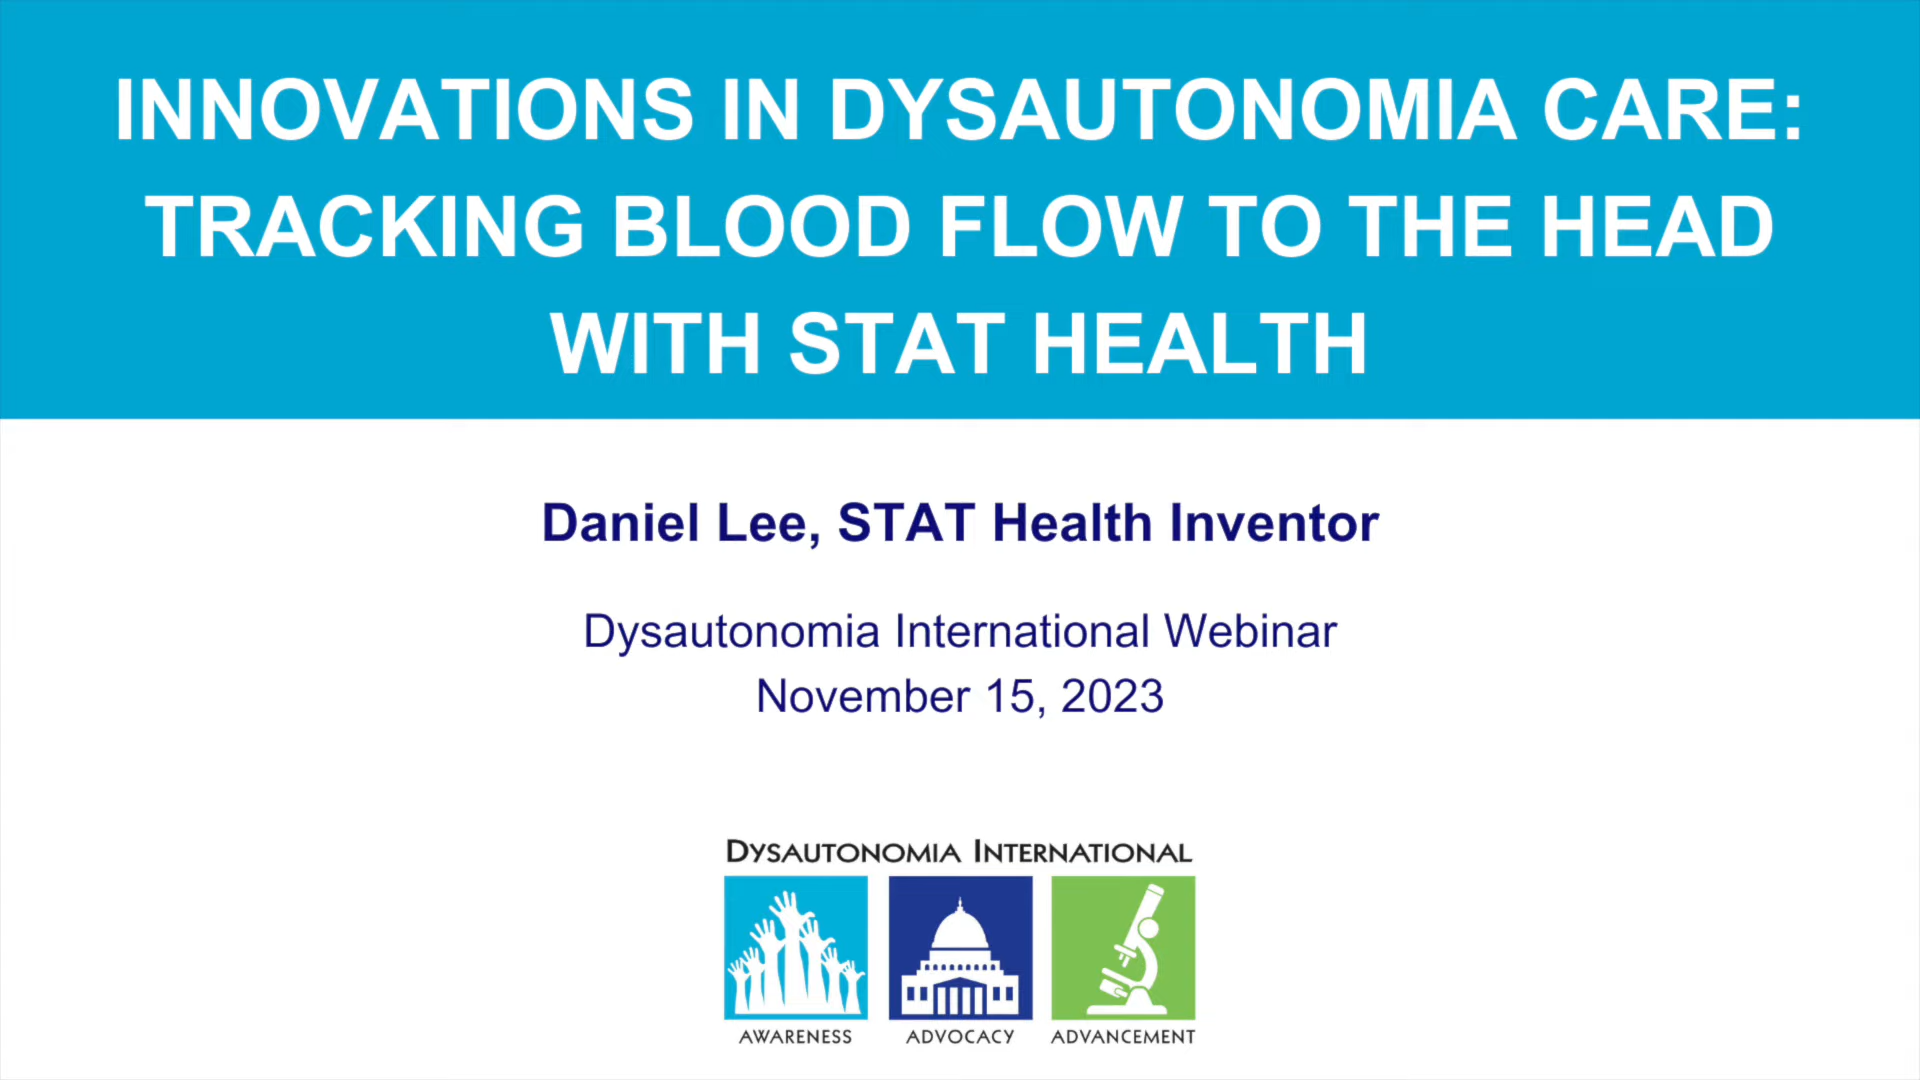 INNOVATIONS IN DYSAUTONOMIA CARE:
TRACKING BLOOD FLOW TO THE HEAD
WITH STAT HEALTH
Daniel Lee, STAT Health Inventor
Dysautonomia International Webinar
November 15, 2023
DYSAUTONOMIA INTERNATIONAL
AWARENESS ADVOCACY ADVANCEMENT